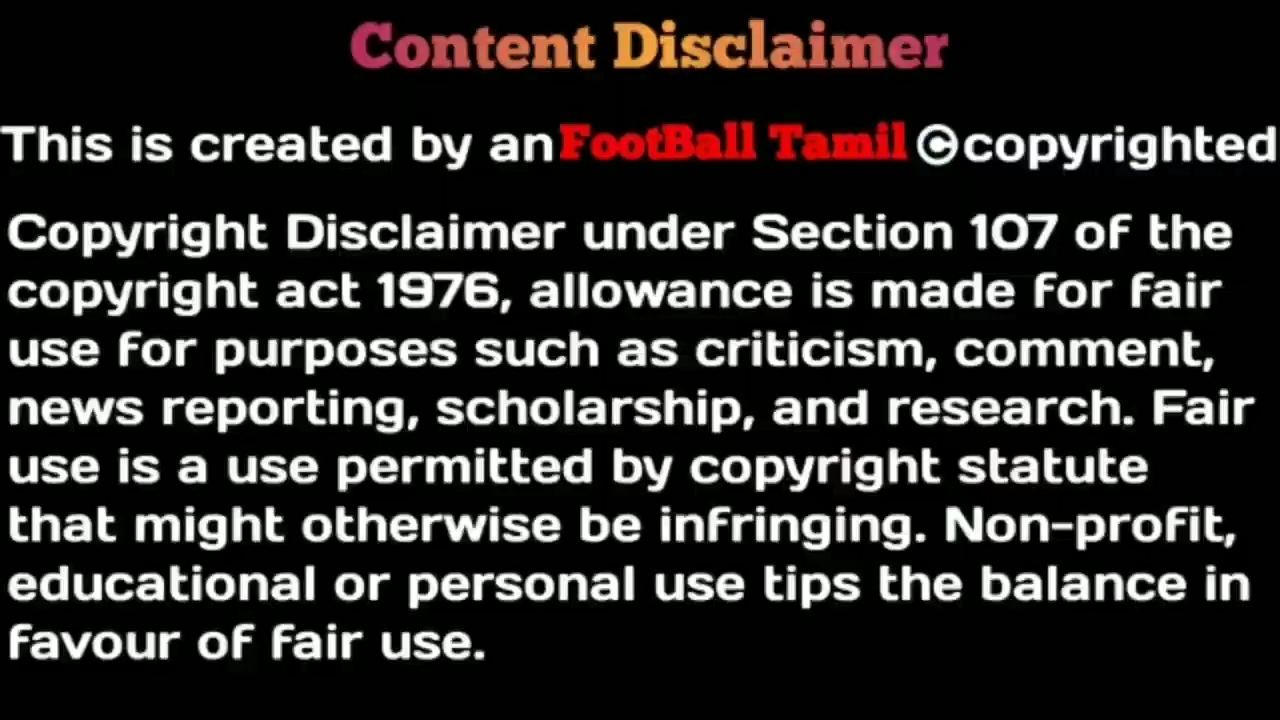 Content Disclaimer
This is created by an FootBall Tamil ©copyrighted
Copyright Disclaimer under Section 107 of the
copyright act 1976, allowance is made for fair
use for purposes such as criticism, comment,
news reporting, scholarship, and research. Fair
use is a use permitted by copyright statute
that might otherwise be infringing. Non-profit,
educational or personal use tips the balance in
favour of fair use.